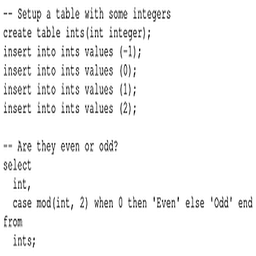 -- Setup a table with some integers
create table ints(int integer);
insert into ints values (-1);
insert into ints values (0);
insert into ints values (1);
insert into ints values (2);
-- Are they even or odd?
select
int,
case mod(int, 2) when 0 then 'Even' else 'Odd' end
from
ints;